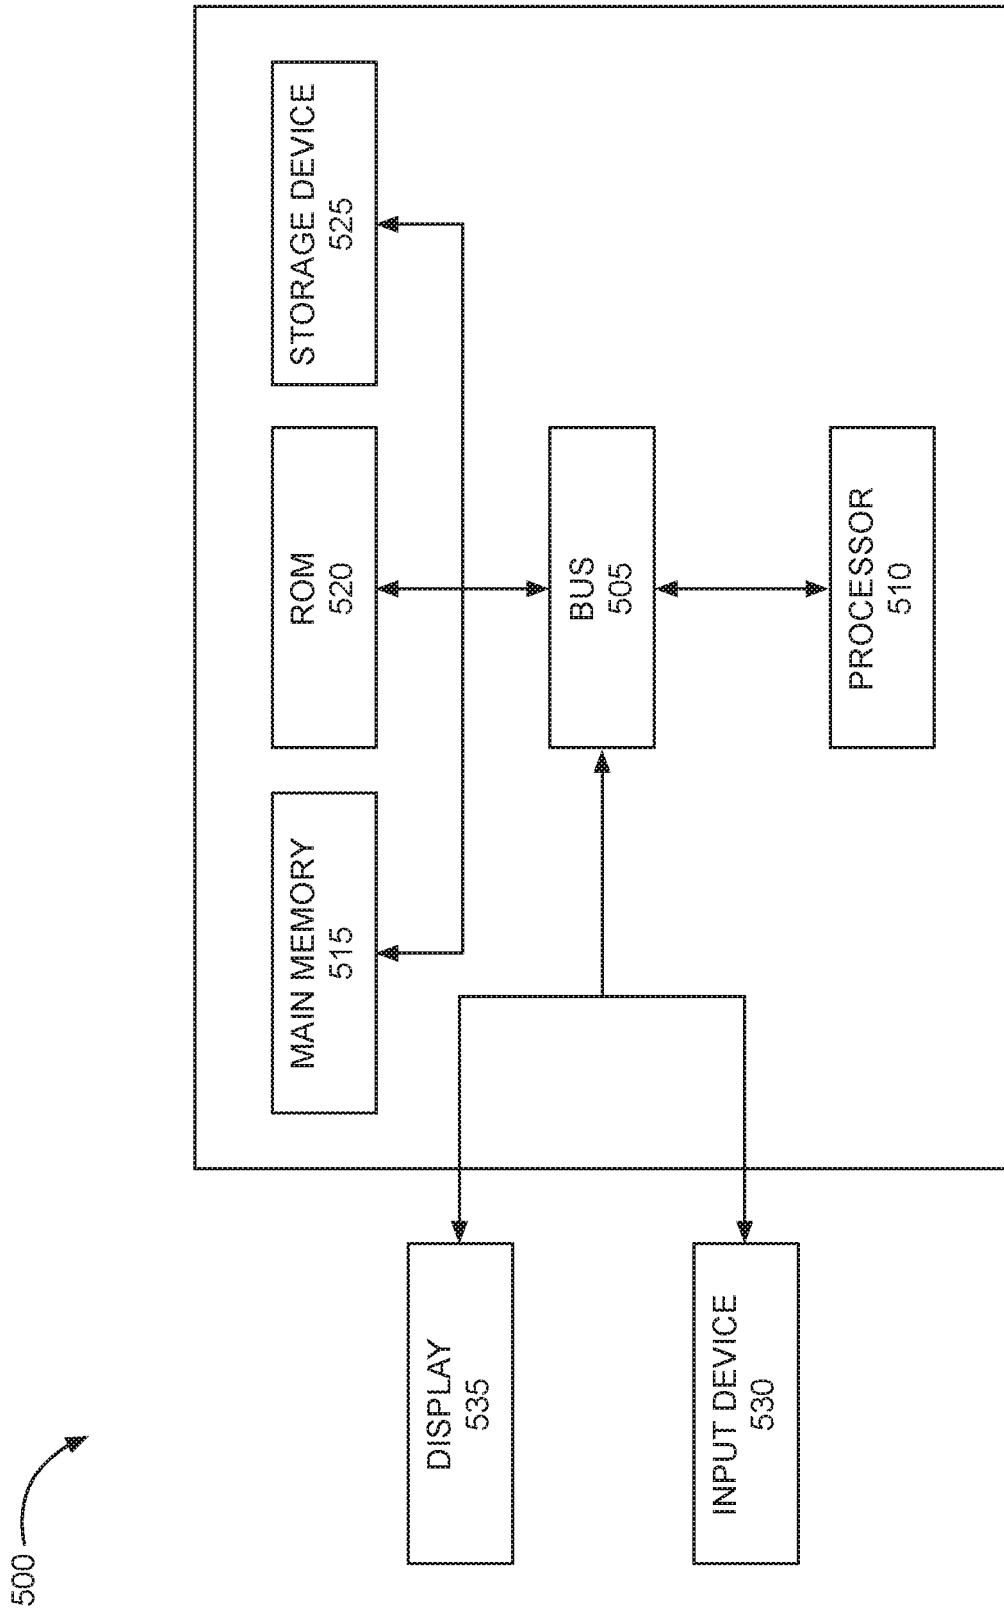 500
MAIN MEMORY
515
ROM
520
STORAGE DEVICE
525
DISPLAY
535
BUS
505
INPUT DEVICE
530
PROCESSOR
510